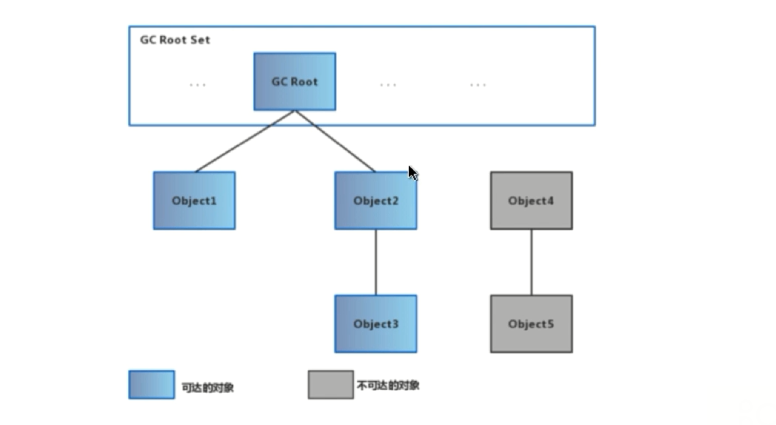 GC Root Set
... GC Root ... ...
Object1 Object2 Object4
Object3 Object5
可达的对象 不可达的对象